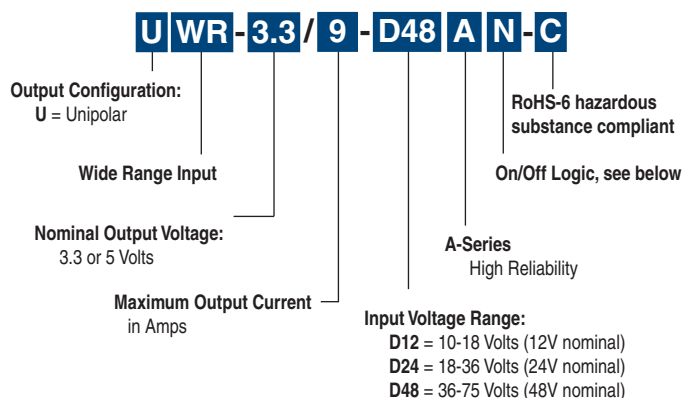 UWR-3.3/9-D48AN-C
Output Configuration:
U = Unipolar
RoHS-6 hazardous
substance compliant
Wide Range Input
On/Off Logic, see below
Nominal Output Voltage:
3.3 or 5 Volts
A-Series
High Reliability
Maximum Output Current
in Amps
Input Voltage Range:
D12 = 10-18 Volts (12V nominal)
D24 = 18-36 Volts (24V nominal)
D48 = 36-75 Volts (48V nominal)